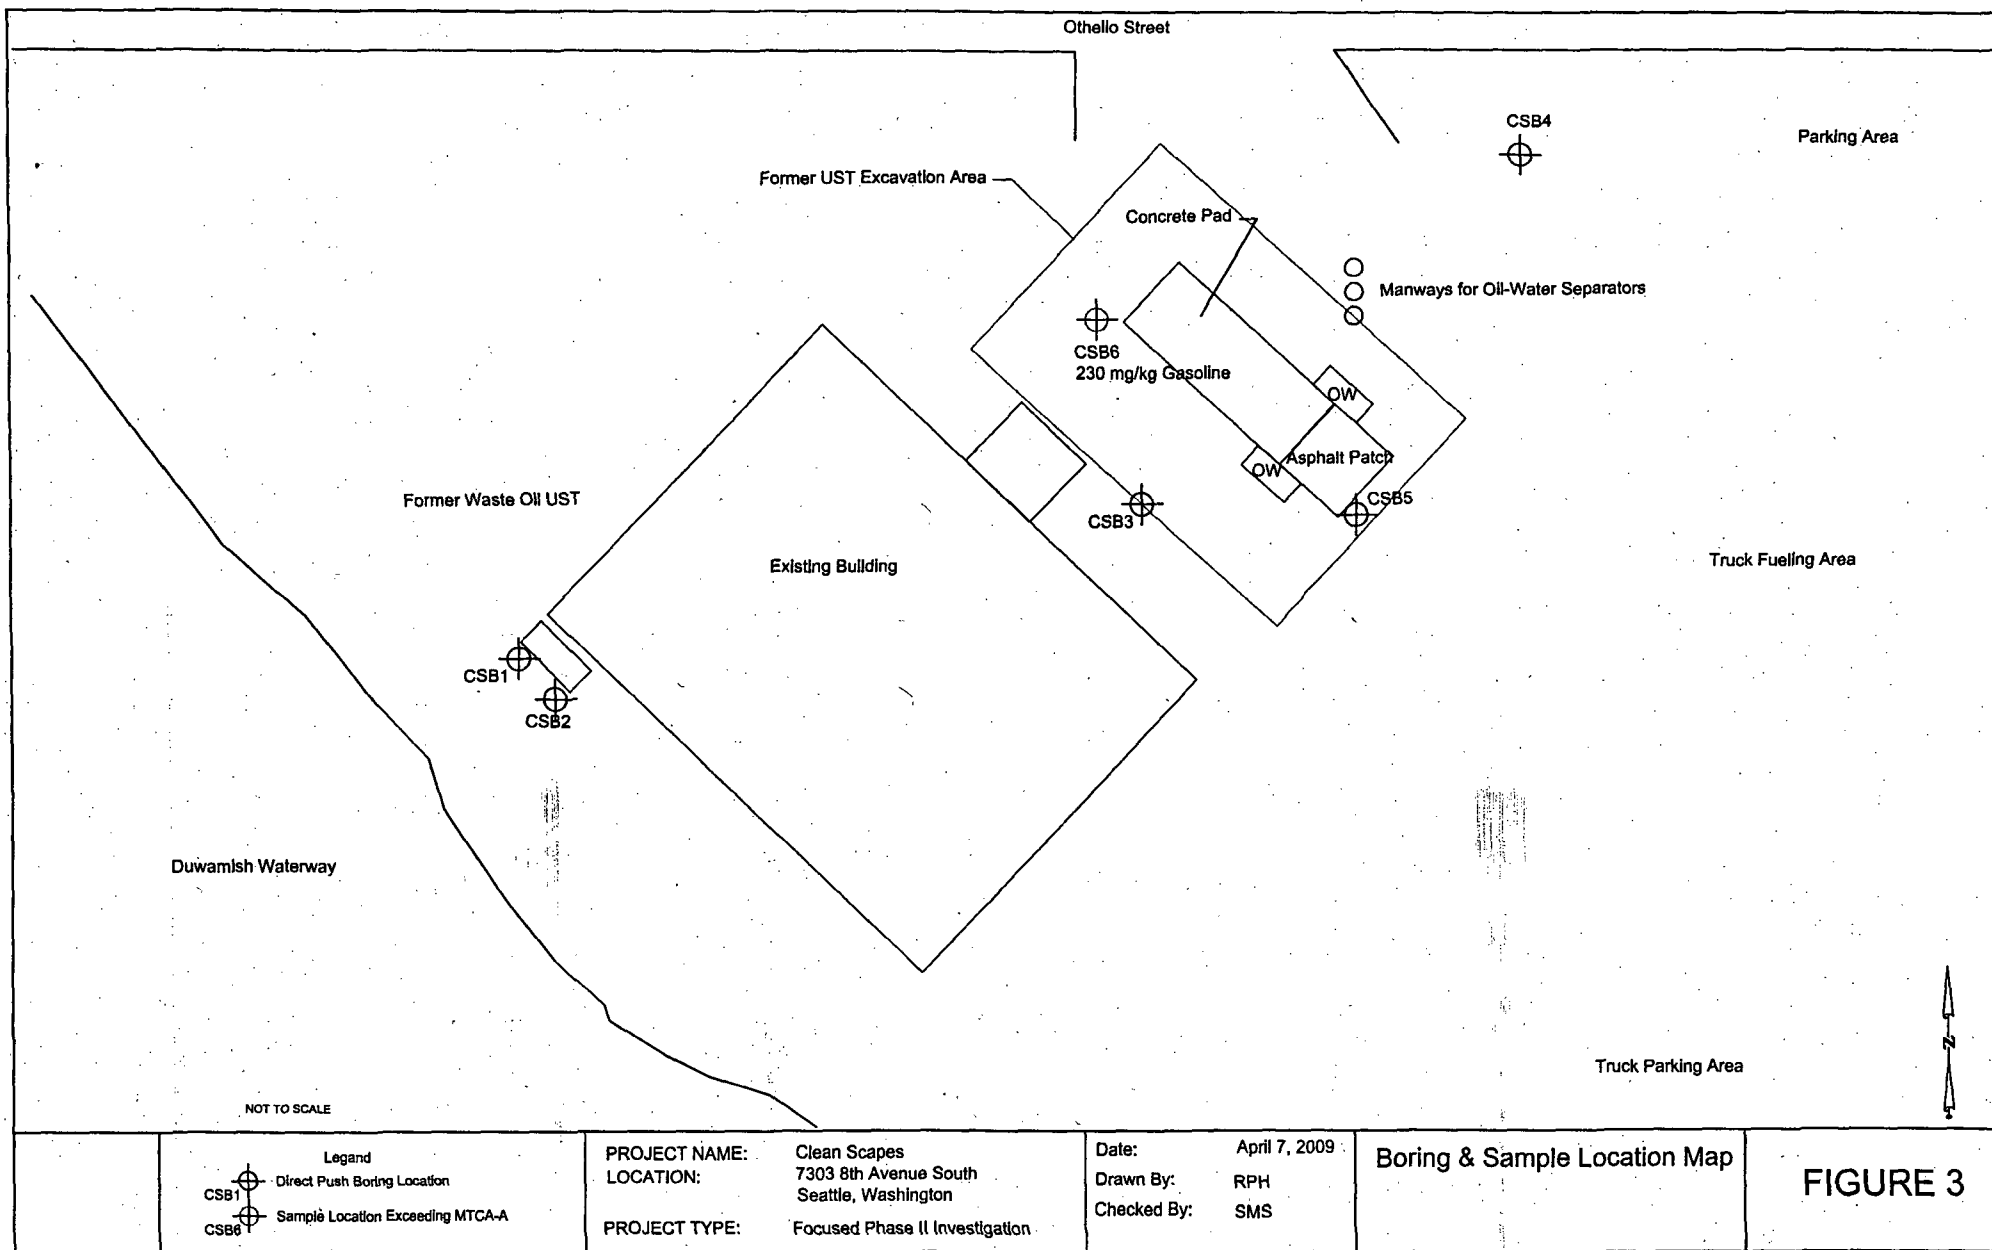 Othello Street
CSB4
Parking Area
Former UST Excavation Area
Concrete Pad
Manways for Oil-Water Separators
CSB6
230 mg/kg Gasoline
OW
Asphalt Patch
OW
CSB5
CSB3
Former Waste Oil UST
Existing Building
Truck Fueling Area
CSB1
CSB2
Duwamish Waterway
Truck Parking Area
N
NOT TO SCALE
Legand
Direct Push Boring Location
CSB1
Sample Location Exceeding MTCA-A
CSB6
PROJECT NAME: Clean Scapes
LOCATION: 7303 8th Avenue South
Seattle, Washington
PROJECT TYPE: Focused Phase II Investigation
Date: April 7, 2009
Drawn By: RPH
Checked By: SMS
Boring & Sample Location Map
FIGURE 3